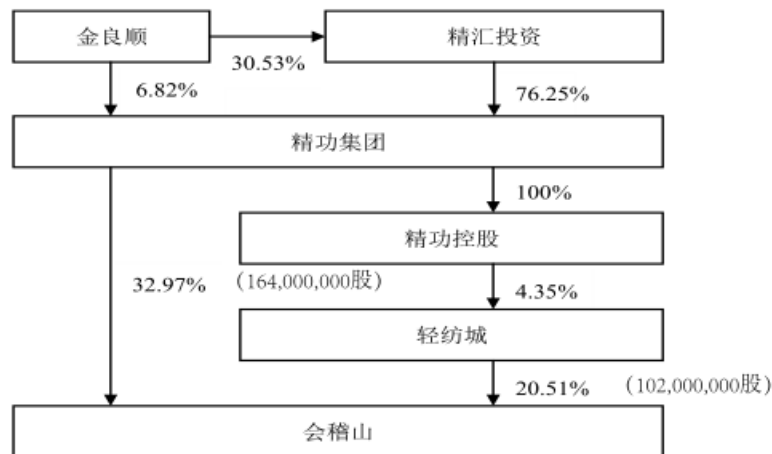 金良顺
精汇投资
30.53%
6.82%
76.25%
精功集团
100%
精功控股
32.97%
(164,000,000股)
4.35%
轻纺城
20.51%
(102,000,000股)
会稽山